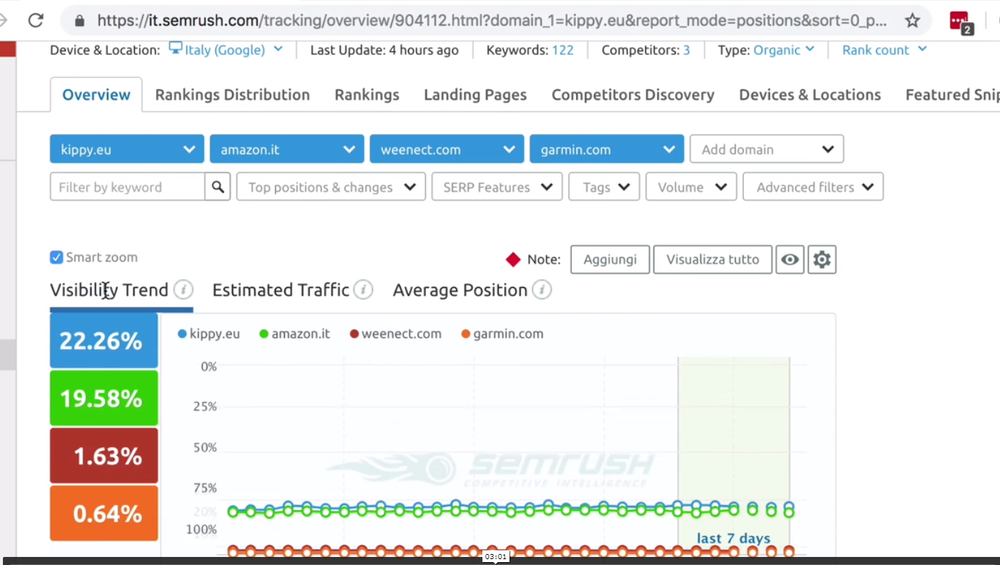 https://it.semrush.com/tracking/overview/904112.html?domain_1=kippy.eu&report_mode=positions&sort=0_p...
2
Device & Location: Italy (Google) Last Update: 4 hours ago Keywords: 122 Competitors: 3 Type: Organic Rank count
Overview Rankings Distribution Rankings Landing Pages Competitors Discovery Devices & Locations Featured Snip
kippy.eu amazon.it weenect.com garmin.com Add domain
Filter by keyword Top positions & changes SERP Features Tags Volume Advanced filters
Smart zoom Note: Aggiungi Visualizza tutto
Visibility Trend i Estimated Traffic i Average Position i
22.26% kippy.eu amazon.it weenect.com garmin.com
0%
19.58%
25%
50%
1.63%
SEMRUSH
COMPETITIVE INTELLIGENCE
75%
20%
0.64%
100%
last 7 days
03:01